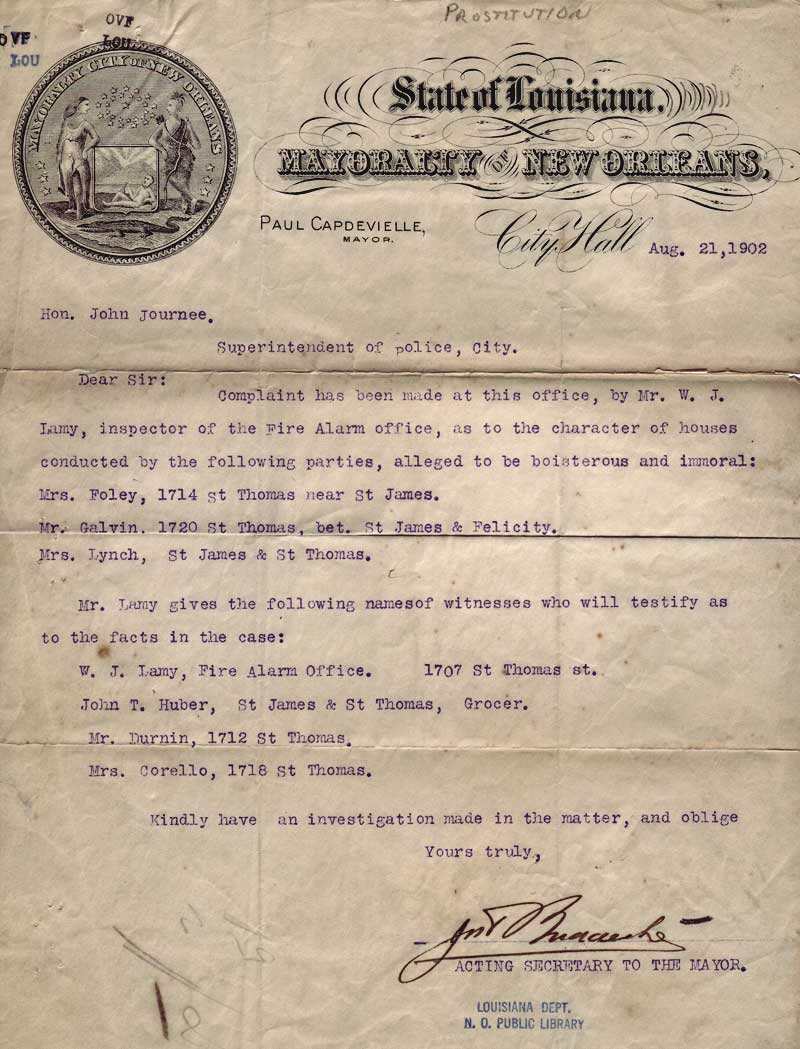 PROSTITUTION
OVF
LOU
OVF
LOU
MAYORALTY CITY OF NEW ORLEANS
State of Louisiana.
MAYORALTY OF NEW ORLEANS,
PAUL CAPDEVIELLE,
MAYOR.
City Hall Aug. 21,1902
Hon. John Journee.
Superintendent of police, City.
Dear Sir:
Complaint has been made at this office, by Mr. W. J.
Lamy, inspector of the Fire Alarm office, as to the character of houses
conducted by the following parties, alleged to be boisterous and immoral:
Mrs. Foley, 1714 st Thomas near St James.
Mr. Galvin. 1720 St Thomas, bet. St James & Felicity.
Mrs. Lynch, St James & St Thomas.
Mr. Lamy gives the following namesof witnesses who will testify as
to the facts in the case:
W. J. Lamy, Fire Alarm Office. 1707 St Thomas st.
John T. Huber, St James & St Thomas, Grocer.
Mr. Durnin, 1712 St Thomas.
Mrs. Corello, 1718 St Thomas.
Kindly have an investigation made in the matter, and oblige
Yours truly,
ACTING SECRETARY TO THE MAYOR.
LOUISIANA DEPT.
N. O. PUBLIC LIBRARY